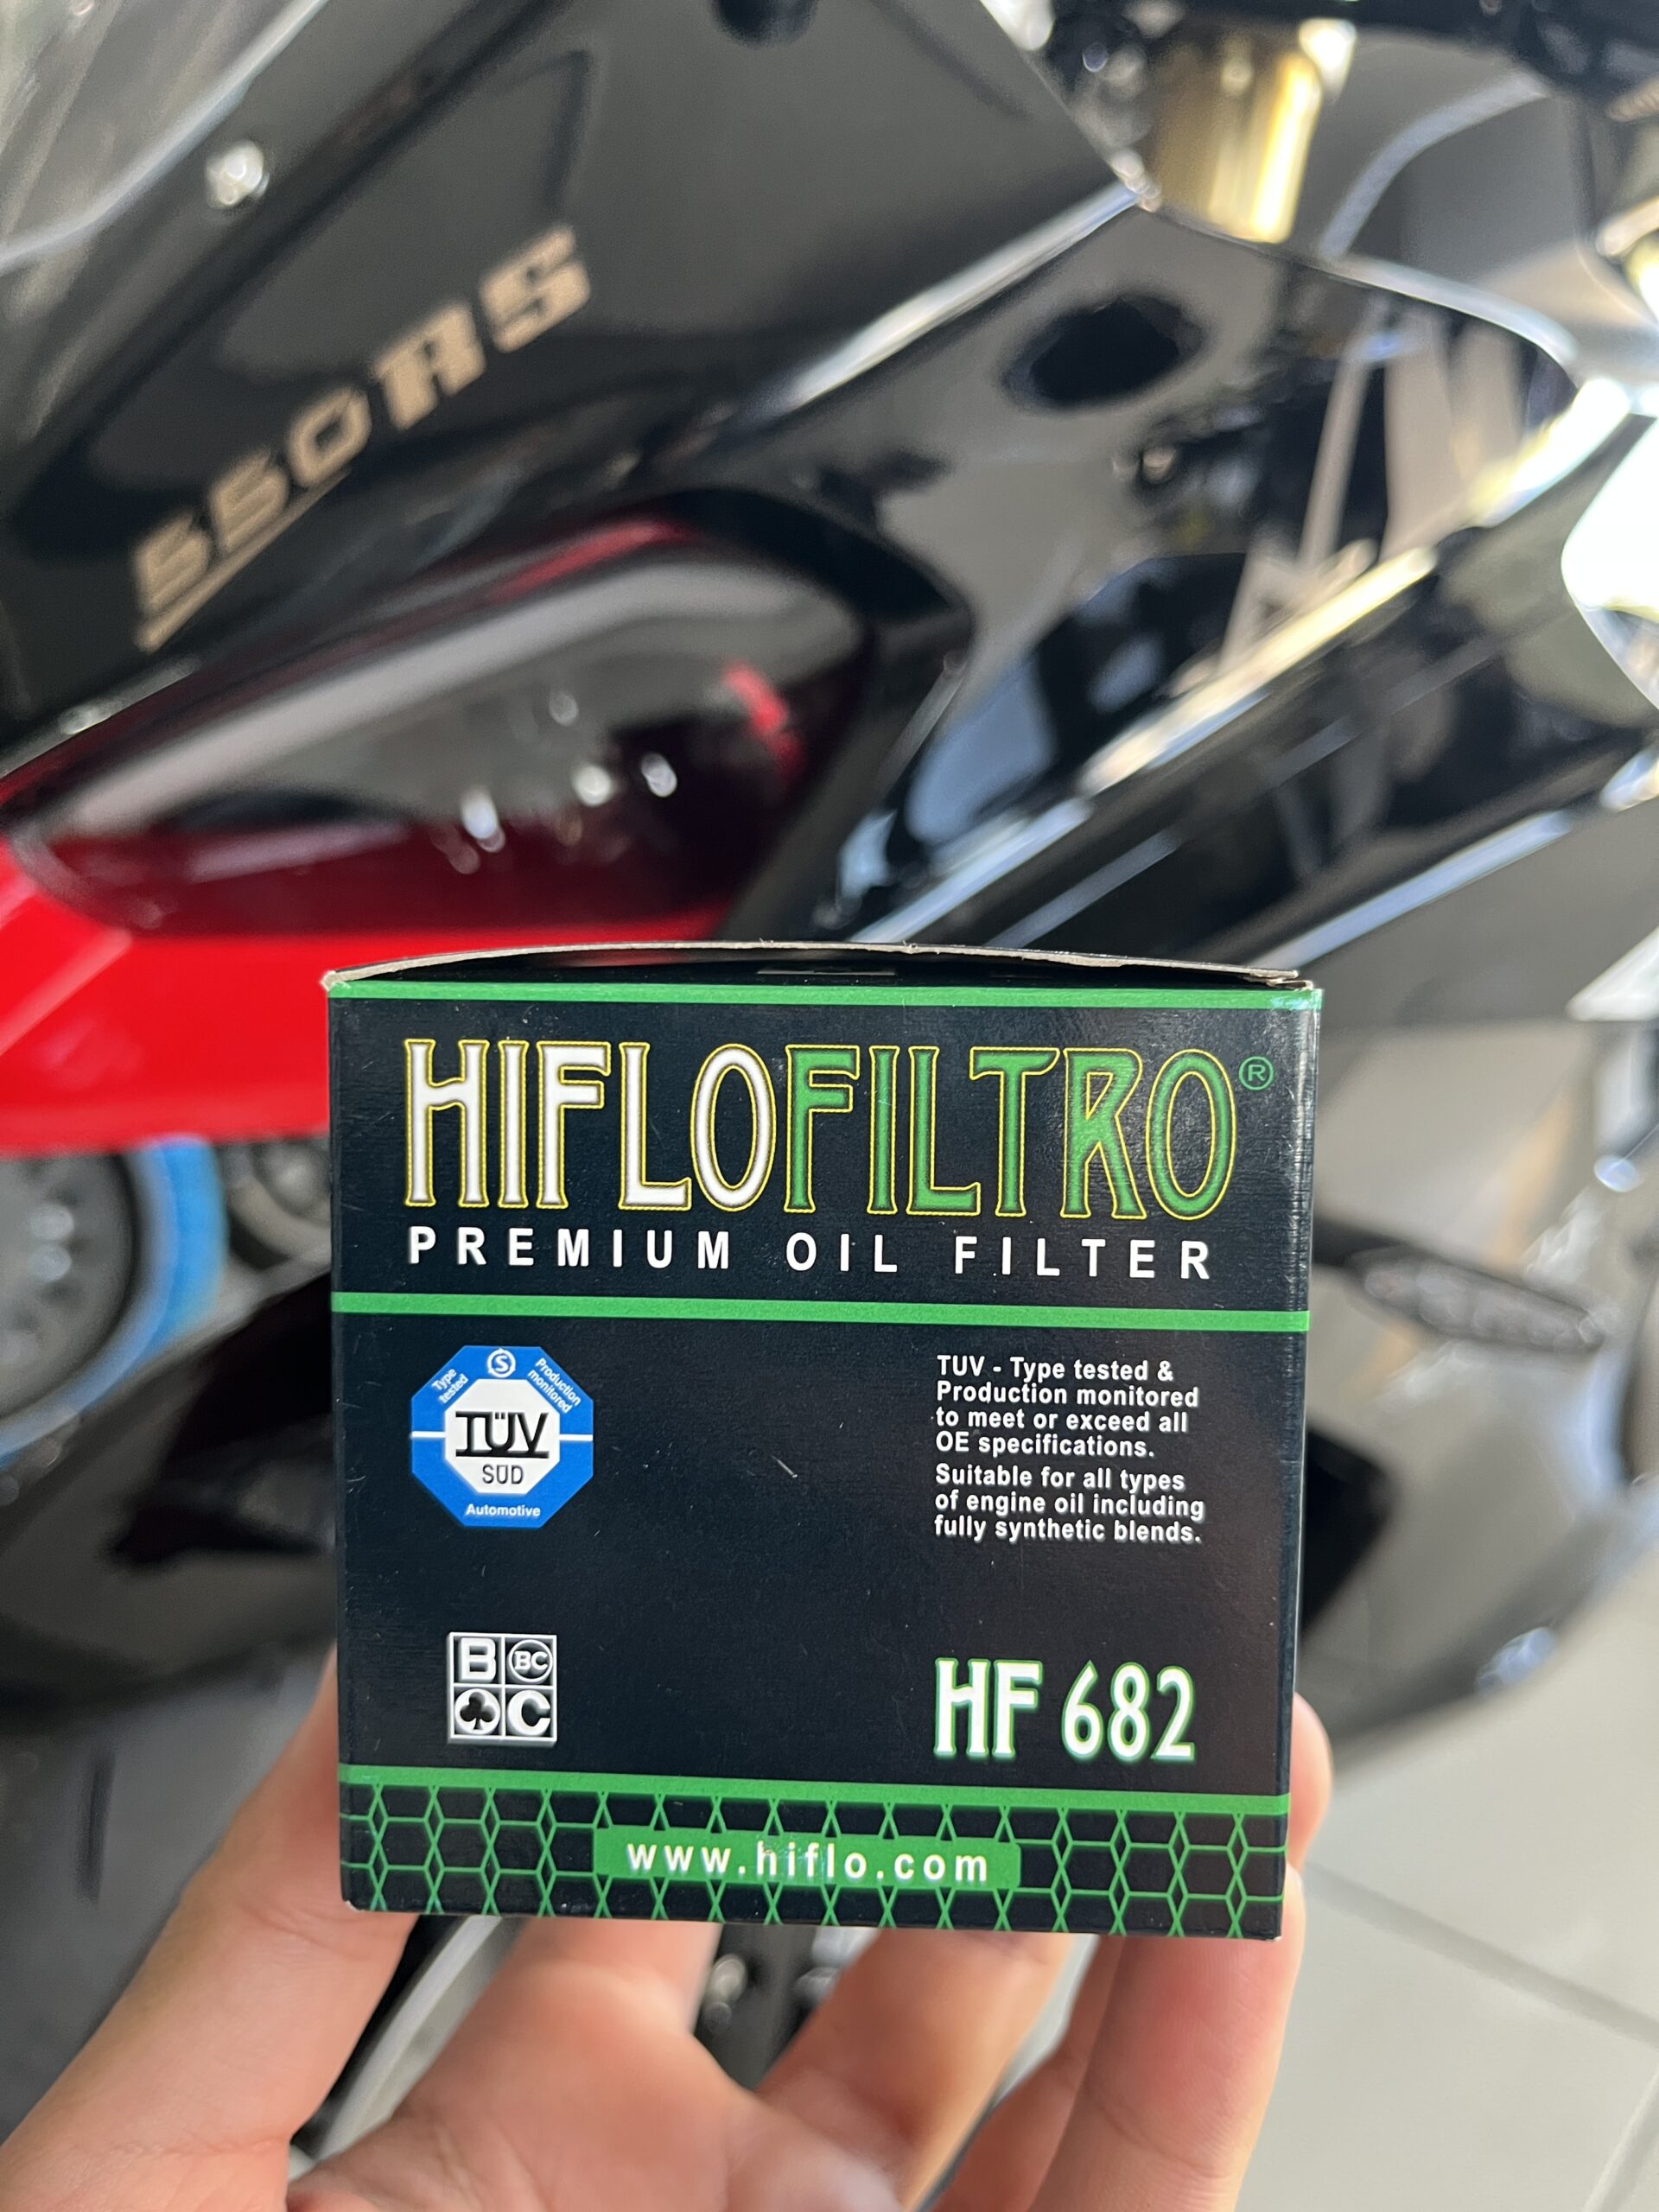 550RS
HIFLOFILTRO®
PREMIUM OIL FILTER
Type
tested
S
Production
monitored
TÜV
SÜD
Automotive
TUV - Type tested &
Production monitored
to meet or exceed all
OE specifications.
Suitable for all types
of engine oil including
fully synthetic blends.
B BC
C
HF 682
www.hiflo.com